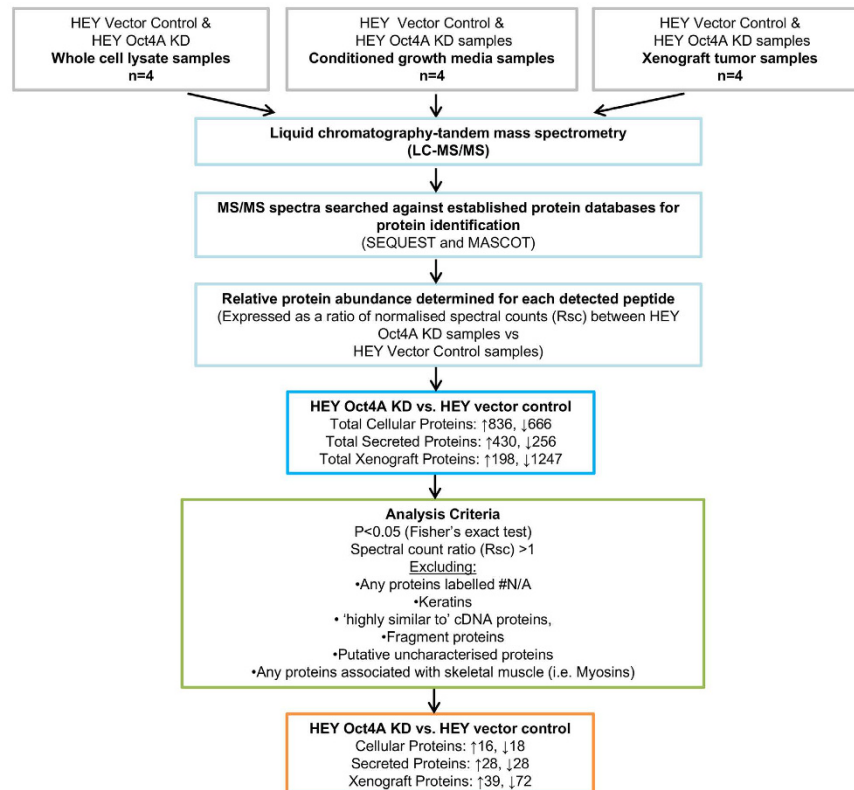 HEY Vector Control &
HEY Oct4A KD
Whole cell lysate samples
n=4
HEY Vector Control &
HEY Oct4A KD samples
Conditioned growth media samples
n=4
HEY Vector Control &
HEY Oct4A KD samples
Xenograft tumor samples
n=4
Liquid chromatography-tandem mass spectrometry
(LC-MS/MS)
MS/MS spectra searched against established protein databases for
protein identification
(SEQUEST and MASCOT)
Relative protein abundance determined for each detected peptide
(Expressed as a ratio of normalised spectral counts (Rsc) between HEY
Oct4A KD samples vs
HEY Vector Control samples)
HEY Oct4A KD vs. HEY vector control
Total Cellular Proteins: ↑836, ↓666
Total Secreted Proteins: ↑430, ↓256
Total Xenograft Proteins: ↑198, ↓1247
Analysis Criteria
P<0.05 (Fisher's exact test)
Spectral count ratio (Rsc) >1
Excluding:
•Any proteins labelled #N/A
•Keratins
• 'highly similar to' cDNA proteins,
•Fragment proteins
•Putative uncharacterised proteins
•Any proteins associated with skeletal muscle (i.e. Myosins)
HEY Oct4A KD vs. HEY vector control
Cellular Proteins: ↑16, ↓18
Secreted Proteins: ↑28, ↓28
Xenograft Proteins: ↑39, ↓72